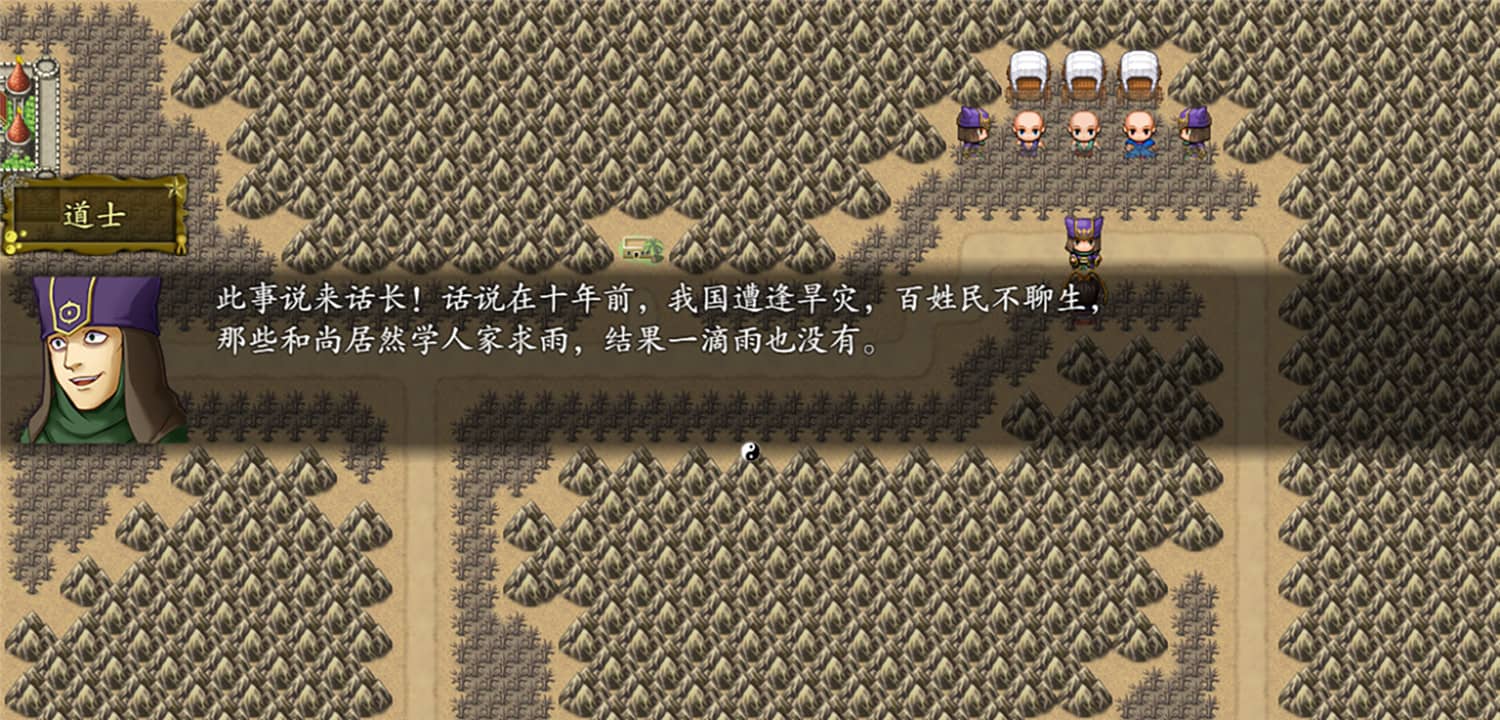 道士
此事说来话长！话说在十年前，我国遭逢旱灾，百姓民不聊生，
那些和尚居然学人家求雨，结果一滴雨也没有。